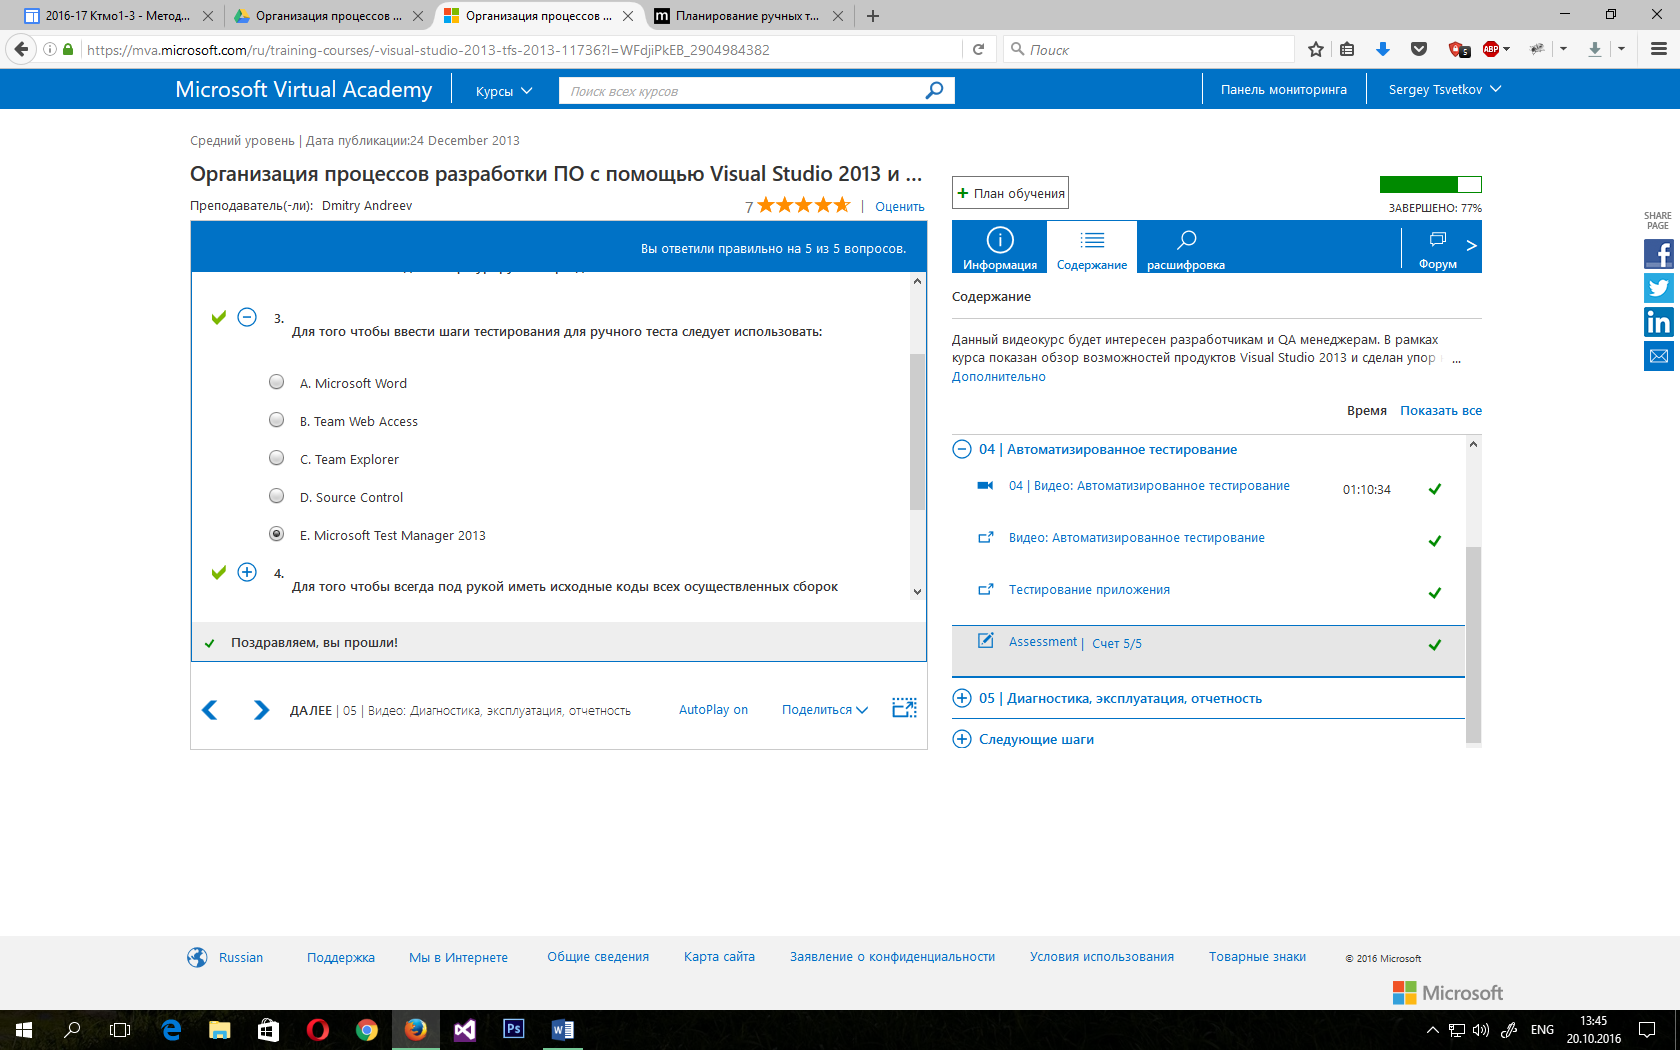 2016-17 Ктмо1-3 - Метод...
Организация процессов ...
Организация процессов ...
Планирование ручных т...
https://mva.microsoft.com/ru/training-courses/-visual-studio-2013-tfs-2013-11736?l=WFdjiPkEB_2904984382
Поиск
5
ABP
Microsoft Virtual Academy
Курсы
Поиск всех курсов
Панель мониторинга
Sergey Tsvetkov
Средний уровень | Дата публикации:24 December 2013
Организация процессов разработки ПО с помощью Visual Studio 2013 и ...
Преподаватель(-ли): Dmitry Andreev
7
| Оценить
Вы ответили правильно на 5 из 5 вопросов.
3.
Для того чтобы ввести шаги тестирования для ручного теста следует использовать:
A. Microsoft Word
B. Team Web Access
C. Team Explorer
D. Source Control
E. Microsoft Test Manager 2013
4.
Для того чтобы всегда под рукой иметь исходные коды всех осуществленных сборок
Поздравляем, вы прошли!
ДАЛЕЕ | 05 | Видео: Диагностика, эксплуатация, отчетность
AutoPlay on
Поделиться
+ План обучения
ЗАВЕРШЕНО: 77%
Информация
Содержание
расшифровка
Форум
Содержание
Данный видеокурс будет интересен разработчикам и QA менеджерам. В рамках
курса показан обзор возможностей продуктов Visual Studio 2013 и сделан упор ...
Дополнительно
Время Показать все
04 | Автоматизированное тестирование
04 | Видео: Автоматизированное тестирование
01:10:34
Видео: Автоматизированное тестирование
Тестирование приложения
Assessment | Счет 5/5
05 | Диагностика, эксплуатация, отчетность
Следующие шаги
SHARE
PAGE
Russian
Поддержка
Мы в Интернете
Общие сведения
Карта сайта
Заявление о конфиденциальности
Условия использования
Товарные знаки
© 2016 Microsoft
Microsoft
ENG
13:45
20.10.2016